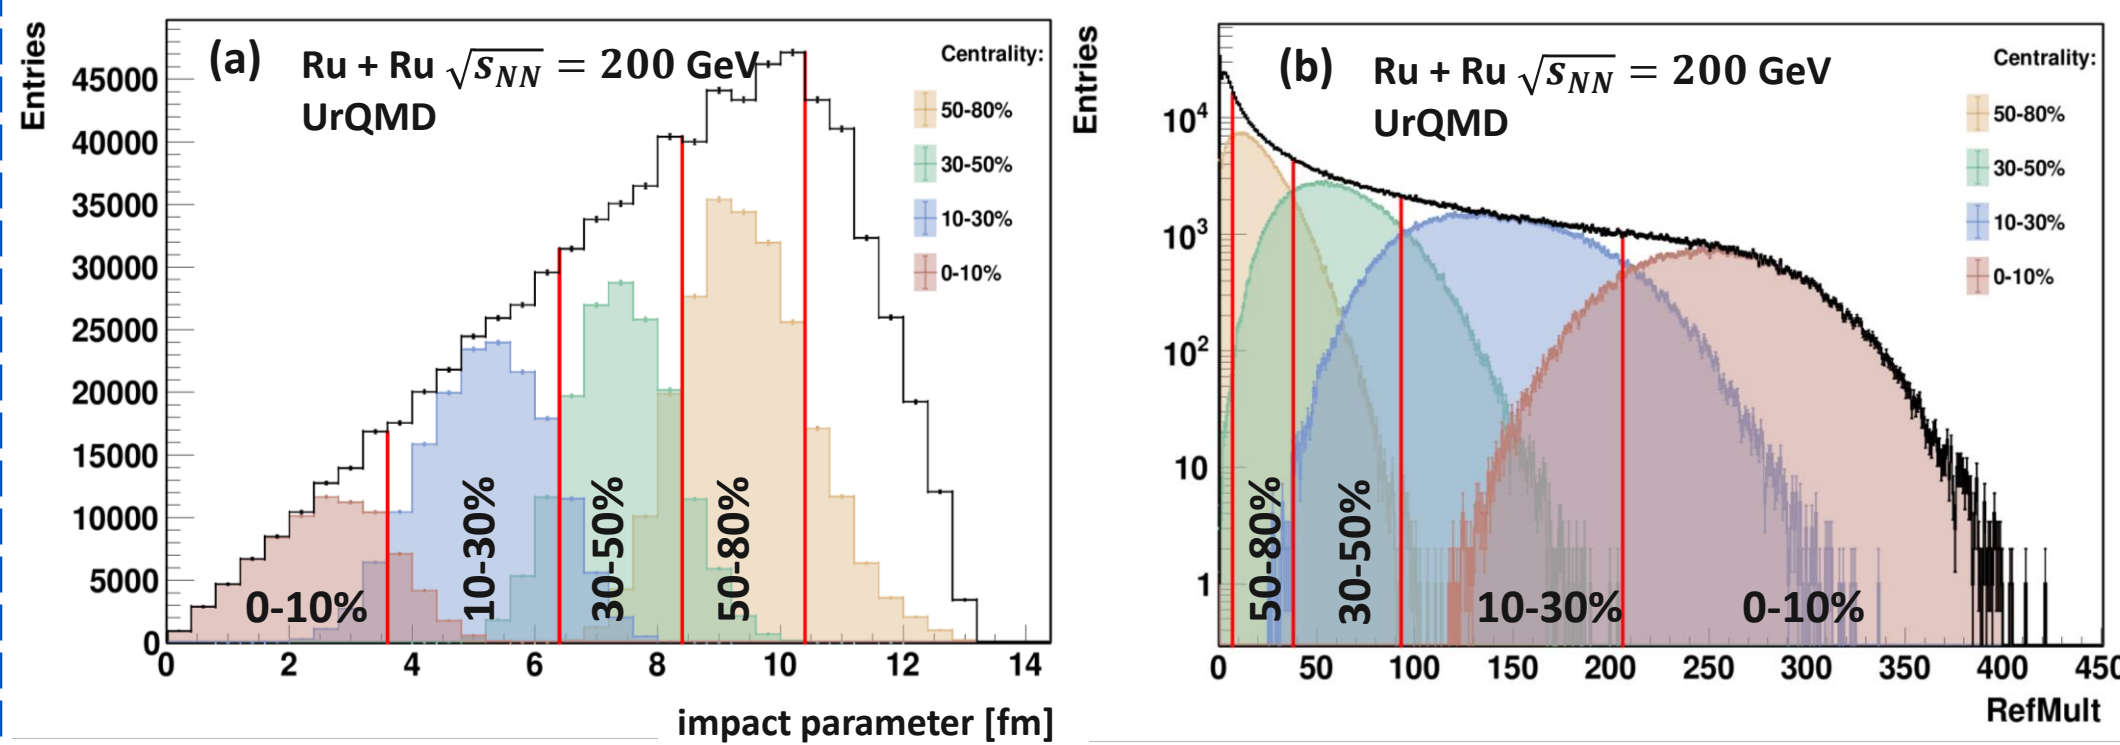 Entries
(a)
Ru + Ru √s_NN = 200 GeV
UrQMD
Centrality:
50-80%
30-50%
10-30%
0-10%
45000
40000
35000
30000
25000
20000
15000
10000
5000
0
0-10%
10-30%
30-50%
50-80%
0 2 4 6 8 10 12 14
impact parameter [fm]
Entries
(b)
Ru + Ru √s_NN = 200 GeV
UrQMD
Centrality:
50-80%
30-50%
10-30%
0-10%
10⁴
10³
10²
10
1
50-80%
30-50%
10-30%
0-10%
0 50 100 150 200 250 300 350 400 450
RefMult